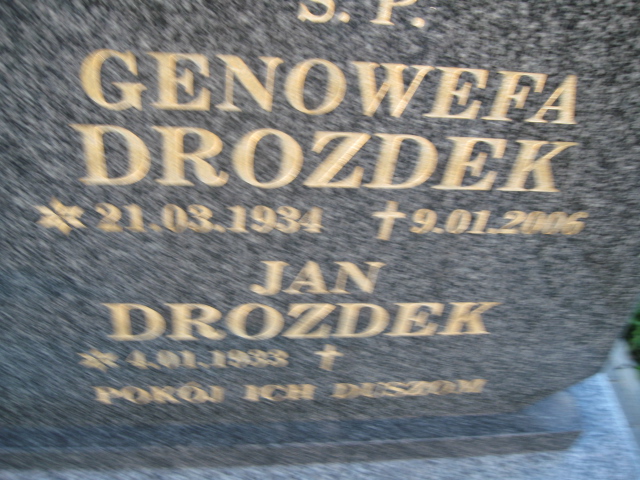 S. P.
GENOWEFA
DROZDEK
* 21.03.1934 † 9.01.2006
JAN
DROZDEK
* 4.01.1933 †
POKÓJ ICH DUSZOM